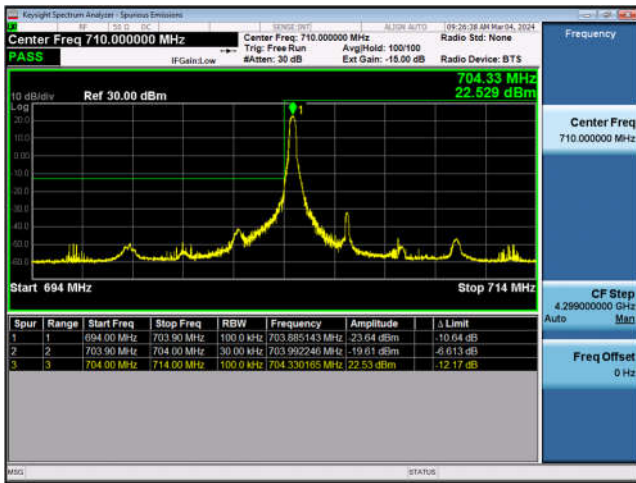 Keysight Spectrum Analyzer - Spurious Emissions
RF 50 Ω DC SENSE:INT ALIGN AUTO 09:26:38 AM Mar 04, 2024
Center Freq 710.000000 MHz
Center Freq: 710.000000 MHz
Radio Std: None
PASS
IFGain:Low
Trig: Free Run
#Atten: 30 dB
Avg|Hold: 100/100
Ext Gain: -15.00 dB
Radio Device: BTS
704.33 MHz
22.529 dBm
10 dB/div Ref 30.00 dBm
Log
1
20.0
10.0
0.00
-10.0
-20.0
-30.0
-40.0
-50.0
-60.0
Start 694 MHz Stop 714 MHz
Spur Range Start Freq Stop Freq RBW Frequency Amplitude Δ Limit
1 1 694.00 MHz 703.90 MHz 100.0 kHz 703.885143 MHz -23.64 dBm -10.64 dB
2 2 703.90 MHz 704.00 MHz 30.00 kHz 703.992246 MHz -19.61 dBm -6.613 dB
3 3 704.00 MHz 714.00 MHz 100.0 kHz 704.330165 MHz 22.53 dBm -12.17 dB
MSG STATUS
Frequency
Center Freq
710.000000 MHz
CF Step
4.299000000 GHz
Auto Man
Freq Offset
0 Hz